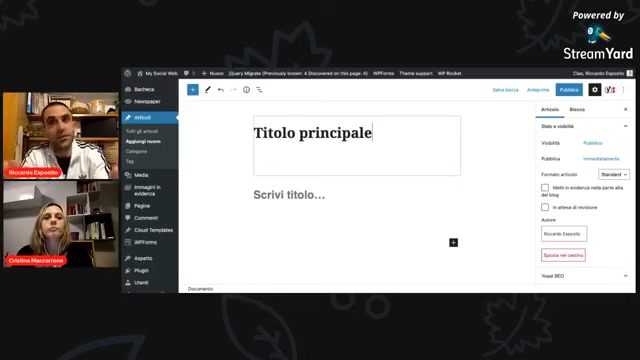 Powered by
StreamYard
My Social Web
Nuovo
jQuery Migrate (Previously known: 4 Discovered on this page: 4)
WPForms
Theme support
WP Rocket
Ciao, Riccardo Esposito
Bacheca
Newspaper
Articoli
Tutti gli articoli
Aggiungi nuovo
Categorie
Tag
Media
Immagini in
evidenza
Pagine
Commenti
Cloud Templates
WPForms
Aspetto
Plugin
Utenti
Salva bozza
Anteprima
Pubblica
Titolo principale
Scrivi titolo...
Documento
Articolo
Blocco
Stato e visibilità
Visibilità
Pubblico
Pubblica
Immediatamente
Formato articolo
Standard
Metti in evidenza nella parte alta
del blog
In attesa di revisione
Autore
Riccardo Esposito
Sposta nel cestino
Yoast SEO
Riccardo Esposito
Cristina Maccarrone